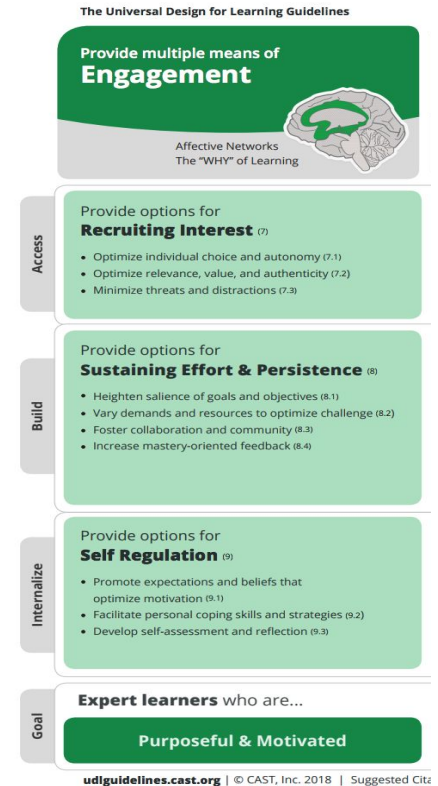 The Universal Design for Learning Guidelines
Provide multiple means of
Engagement
Affective Networks
The “WHY” of Learning
Access
Provide options for
Recruiting Interest (7)
• Optimize individual choice and autonomy (7.1)
• Optimize relevance, value, and authenticity (7.2)
• Minimize threats and distractions (7.3)
Build
Provide options for
Sustaining Effort & Persistence (8)
• Heighten salience of goals and objectives (8.1)
• Vary demands and resources to optimize challenge (8.2)
• Foster collaboration and community (8.3)
• Increase mastery-oriented feedback (8.4)
Internalize
Provide options for
Self Regulation (9)
• Promote expectations and beliefs that
optimize motivation (9.1)
• Facilitate personal coping skills and strategies (9.2)
• Develop self-assessment and reflection (9.3)
Goal
Expert learners who are...
Purposeful & Motivated
udlguidelines.cast.org | © CAST, Inc. 2018 | Suggested Cita